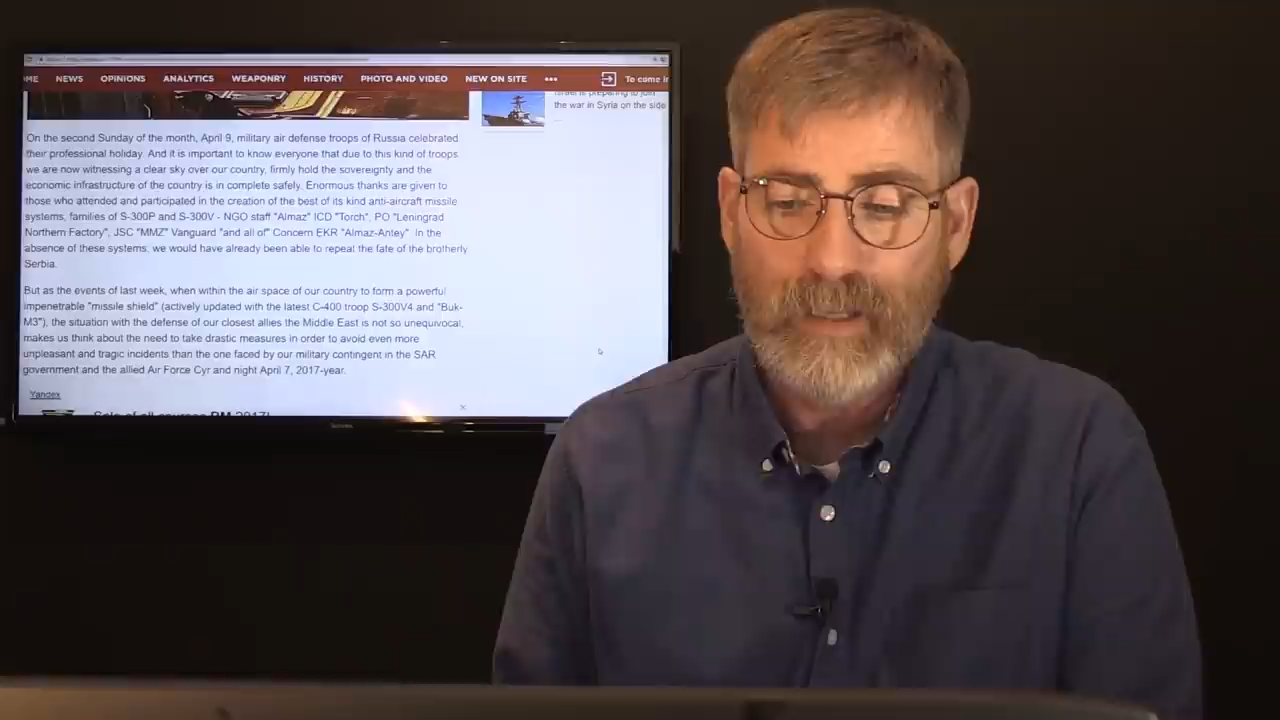 ME NEWS OPINIONS ANALYTICS WEAPONRY HISTORY PHOTO AND VIDEO NEW ON SITE ••• To come in
Israel is preparing to join
the war in Syria on the side
...
On the second Sunday of the month, April 9, military air defense troops of Russia celebrated
their professional holiday. And it is important to know everyone that due to this kind of troops
we are now witnessing a clear sky over our country, firmly hold the sovereignty and the
economic infrastructure of the country is in complete safety. Enormous thanks are given to
those who attended and participated in the creation of the best of its kind anti-aircraft missile
systems, families of S-300P and S-300V - NGO staff "Almaz" ICD "Torch", PO "Leningrad
Northern Factory", JSC "MMZ" Vanguard "and all of" Concern EKR "Almaz-Antey". In the
absence of these systems, we would have already been able to repeat the fate of the brotherly
Serbia.
But as the events of last week, when within the air space of our country to form a powerful
impenetrable "missile shield" (actively updated with the latest C-400 troop S-300V4 and "Buk-
M3"), the situation with the defense of our closest allies the Middle East is not so unequivocal,
makes us think about the need to take drastic measures in order to avoid even more
unpleasant and tragic incidents than the one faced by our military contingent in the SAR
government and the allied Air Force Cyr and night April 7, 2017-year.
Yandex